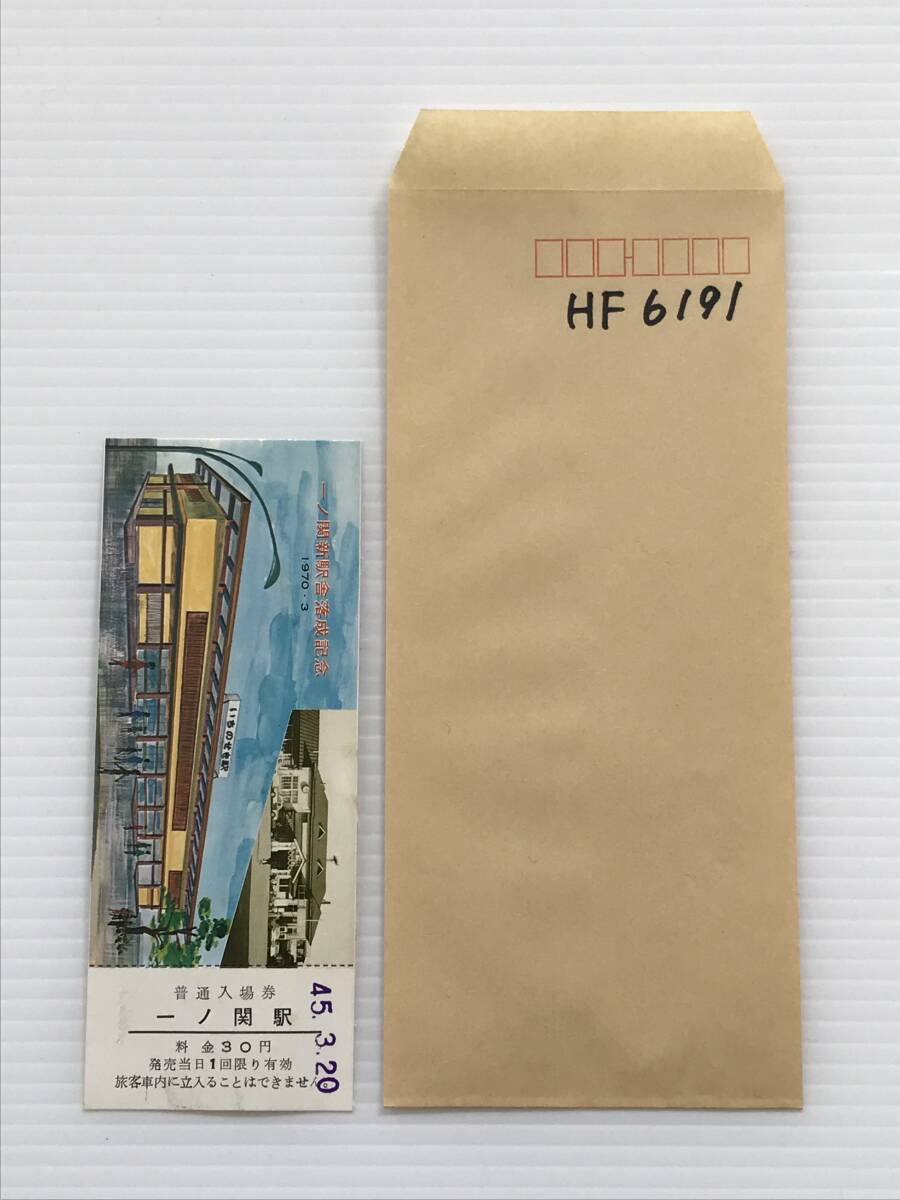 HF 6191
一ノ関新駅舎落成記念
1970・3
いちのせき駅
普通入場券
一ノ関駅
料金30円
発売当日1回限り有効
旅客車内に立入ることはできません。
45.3.20